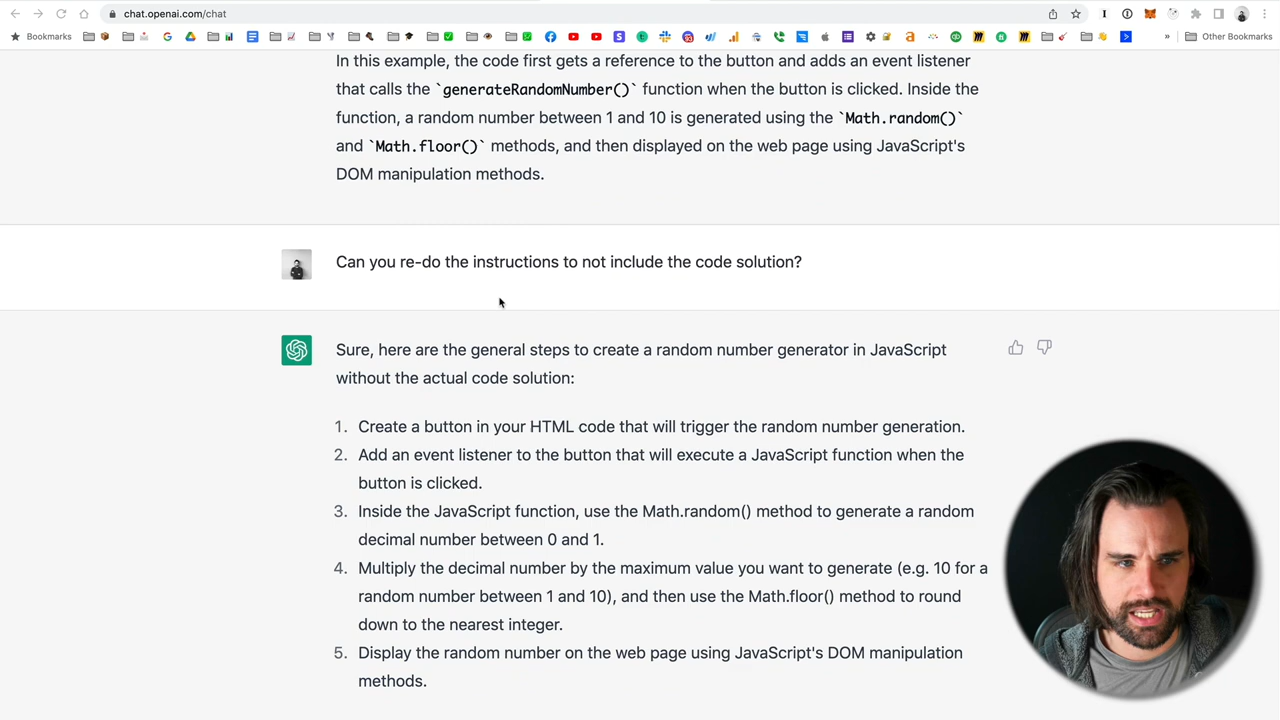 chat.openai.com/chat
Bookmarks
»
Other Bookmarks
In this example, the code first gets a reference to the button and adds an event listener
that calls the `generateRandomNumber()` function when the button is clicked. Inside the
function, a random number between 1 and 10 is generated using the `Math.random()`
and `Math.floor()` methods, and then displayed on the web page using JavaScript's
DOM manipulation methods.
Can you re-do the instructions to not include the code solution?
Sure, here are the general steps to create a random number generator in JavaScript
without the actual code solution:
1. Create a button in your HTML code that will trigger the random number generation.
2. Add an event listener to the button that will execute a JavaScript function when the
button is clicked.
3. Inside the JavaScript function, use the Math.random() method to generate a random
decimal number between 0 and 1.
4. Multiply the decimal number by the maximum value you want to generate (e.g. 10 for a
random number between 1 and 10), and then use the Math.floor() method to round
down to the nearest integer.
5. Display the random number on the web page using JavaScript's DOM manipulation
methods.